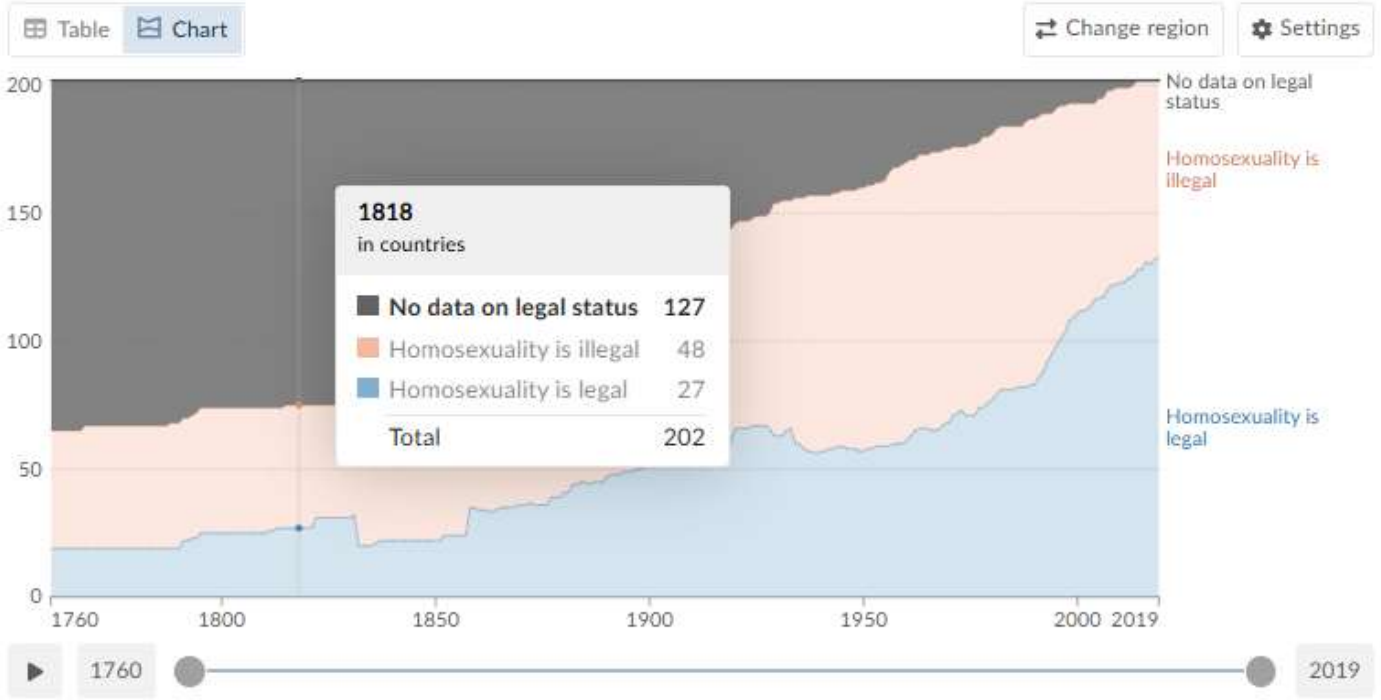 Table Chart Change region Settings
200
No data on legal
status
Homosexuality is
illegal
150
1818
in countries
No data on legal status 127
Homosexuality is illegal 48
Homosexuality is legal 27
Total 202
100
Homosexuality is
legal
50
0
1760 1800 1850 1900 1950 2000 2019
1760 2019